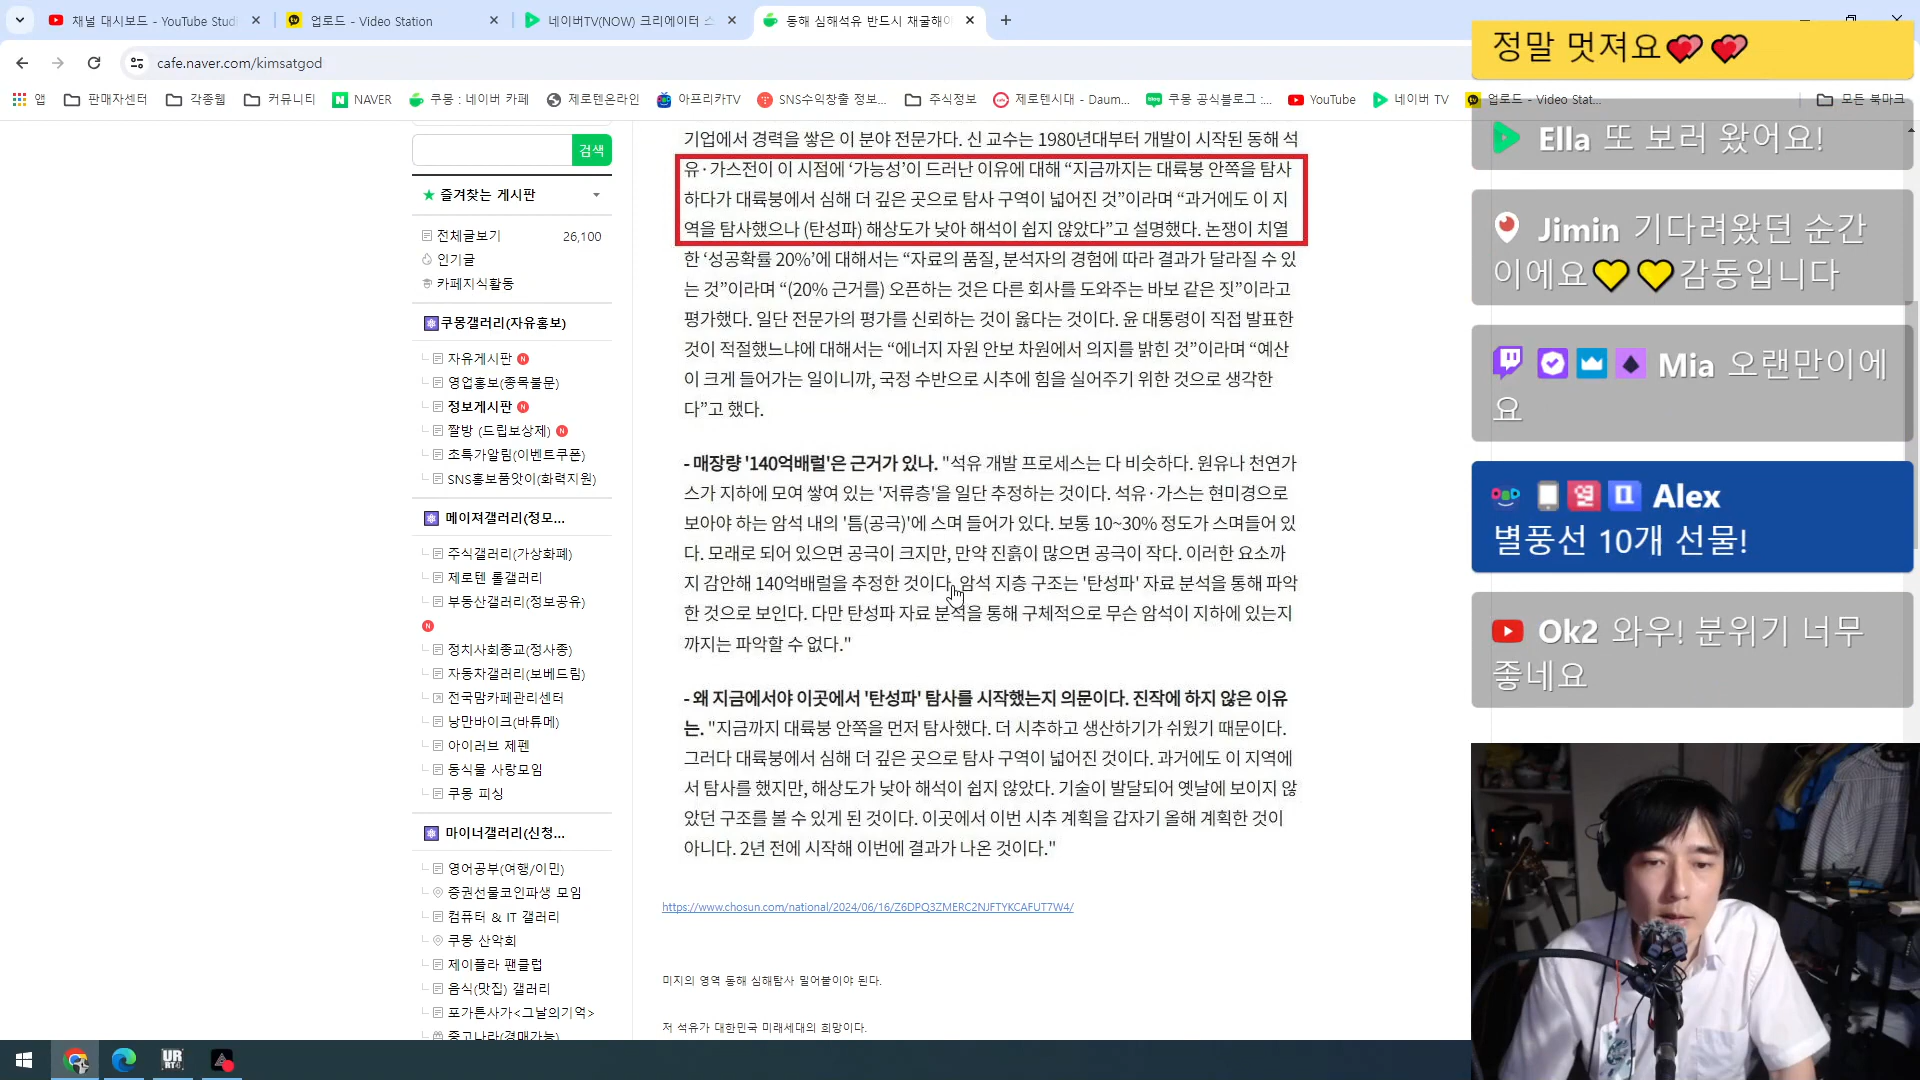 채널 대시보드 - YouTube Stud
업로드 - Video Station
네이버TV(NOW) 크리에이터 스
동해 심해석유 반드시 채굴해야
cafe.naver.com/kimsatgod
앱
판매자센터
각종웹
커뮤니티
NAVER
쿠몽 : 네이버 카페
제로텐온라인
아프리카TV
SNS수익창출 정보...
주식정보
제로텐시대 - Daum...
쿠몽 공식블로그 :...
YouTube
네이버 TV
업로드 - Video Stat...
모든 북마크
검색
즐겨찾는 게시판
전체글보기 26,100
인기글
카페지식활동
쿠몽갤러리(자유홍보)
자유게시판 N
영업홍보(종목불문)
정보게시판 N
짤방 (드립보상제) N
초특가알림(이벤트쿠폰)
SNS홍보품앗이(화력지원)
메이져갤러리(정모...
주식갤러리(가상화폐)
제로텐 롤갤러리
부동산갤러리(정보공유)
N
정치사회종교(정사종)
자동차갤러리(보베드림)
전국맘카페관리센터
낭만바이크(바튜메)
아이러브 제펜
동식물 사랑모임
쿠몽 피싱
마이너갤러리(신청...
영어공부(여행/이민)
증권선물코인파생 모임
컴퓨터 & IT 갤러리
쿠몽 산악회
제이플라 팬클럽
음식(맛집) 갤러리
포가튼사가<그날의기억>
중고나라(경매가능)
기업에서 경력을 쌓은 이 분야 전문가다. 신 교수는 1980년대부터 개발이 시작된 동해 석
유·가스전이 이 시점에 ‘가능성’이 드러난 이유에 대해 “지금까지는 대륙붕 안쪽을 탐사
하다가 대륙붕에서 심해 더 깊은 곳으로 탐사 구역이 넓어진 것”이라며 “과거에도 이 지
역을 탐사했으나 (탄성파) 해상도가 낮아 해석이 쉽지 않았다”고 설명했다. 논쟁이 치열
한 ‘성공확률 20%’에 대해서는 “자료의 품질, 분석자의 경험에 따라 결과가 달라질 수 있
는 것”이라며 “(20% 근거를) 오픈하는 것은 다른 회사를 도와주는 바보 같은 짓”이라고
평가했다. 일단 전문가의 평가를 신뢰하는 것이 옳다는 것이다. 윤 대통령이 직접 발표한
것이 적절했느냐에 대해서는 “에너지 자원 안보 차원에서 의지를 밝힌 것”이라며 “예산
이 크게 들어가는 일이니까, 국정 수반으로 시추에 힘을 실어주기 위한 것으로 생각한
다”고 했다.
- 매장량 '140억배럴'은 근거가 있나. "석유 개발 프로세스는 다 비슷하다. 원유나 천연가
스가 지하에 모여 쌓여 있는 '저류층'을 일단 추정하는 것이다. 석유·가스는 현미경으로
보아야 하는 암석 내의 '틈(공극)'에 스며 들어가 있다. 보통 10~30% 정도가 스며들어 있
다. 모래로 되어 있으면 공극이 크지만, 만약 진흙이 많으면 공극이 작다. 이러한 요소까
지 감안해 140억배럴을 추정한 것이다. 암석 지층 구조는 '탄성파' 자료 분석을 통해 파악
한 것으로 보인다. 다만 탄성파 자료 분석을 통해 구체적으로 무슨 암석이 지하에 있는지
까지는 파악할 수 없다."
- 왜 지금에서야 이곳에서 '탄성파' 탐사를 시작했는지 의문이다. 진작에 하지 않은 이유
는. "지금까지 대륙붕 안쪽을 먼저 탐사했다. 더 시추하고 생산하기가 쉬웠기 때문이다.
그러다 대륙붕에서 심해 더 깊은 곳으로 탐사 구역이 넓어진 것이다. 과거에도 이 지역에
서 탐사를 했지만, 해상도가 낮아 해석이 쉽지 않았다. 기술이 발달되어 옛날에 보이지 않
았던 구조를 볼 수 있게 된 것이다. 이곳에서 이번 시추 계획을 갑자기 올해 계획한 것이
아니다. 2년 전에 시작해 이번에 결과가 나온 것이다."
https://www.chosun.com/national/2024/06/16/Z6DPQ3ZMERC2NJFTYKCAFUT7W4/
미지의 영역 동해 심해탐사 밀어붙이야 된다.
저 석유가 대한민국 미래세대의 희망이다.
정말 멋져요💕💕
Ella 또 보러 왔어요!
Jimin 기다려왔던 순간
이에요💛💛감동입니다
Mia 오랜만이에
요
열 Alex
별풍선 10개 선물!
Ok2 와우! 분위기 너무
좋네요
UR
RT4